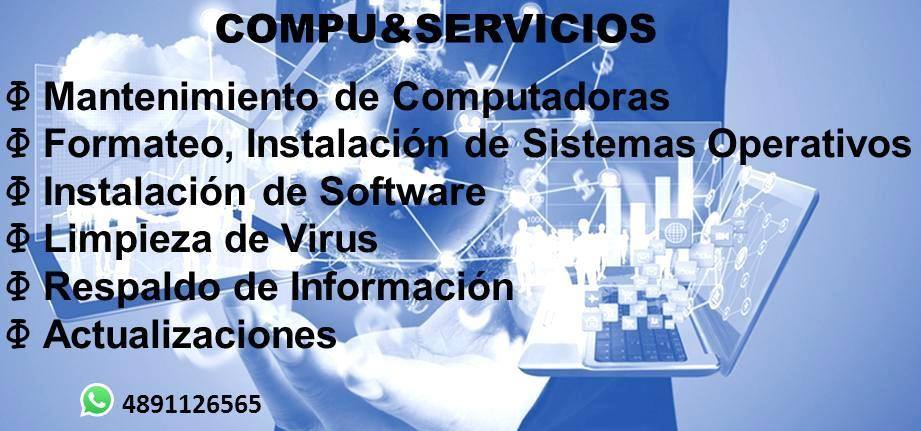 COMPU&SERVICIOS
Φ Mantenimiento de Computadoras
Φ Formateo, Instalación de Sistemas Operativos
Φ Instalación de Software
Φ Limpieza de Virus
Φ Respaldo de Información
Φ Actualizaciones
4891126565